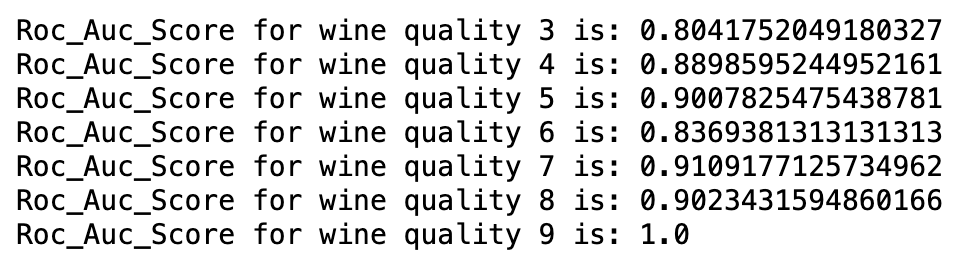 Roc_Auc_Score for wine quality 3 is: 0.8041752049180327
Roc_Auc_Score for wine quality 4 is: 0.8898595244952161
Roc_Auc_Score for wine quality 5 is: 0.9007825475438781
Roc_Auc_Score for wine quality 6 is: 0.8369381313131313
Roc_Auc_Score for wine quality 7 is: 0.9109177125734962
Roc_Auc_Score for wine quality 8 is: 0.9023431594860166
Roc_Auc_Score for wine quality 9 is: 1.0